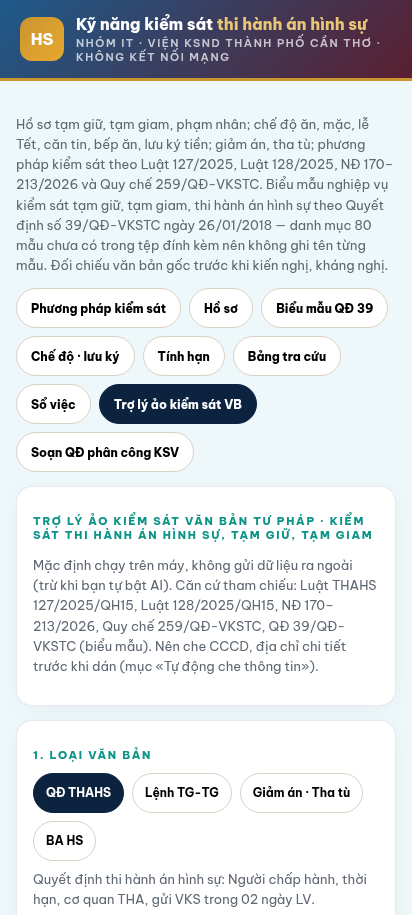 HS
Kỹ năng kiểm sát thi hành án hình sự
NHÓM IT · VIỆN KSND THÀNH PHỐ CẦN THƠ ·
KHÔNG KẾT NỐI MẠNG
Hồ sơ tạm giữ, tạm giam, phạm nhân; chế độ ăn, mặc, lễ
Tết, căn tin, bếp ăn, lưu ký tiền; giảm án, tha tù; phương
pháp kiểm sát theo Luật 127/2025, Luật 128/2025, NĐ 170–
213/2026 và Quy chế 259/QĐ-VKSTC. Biểu mẫu nghiệp vụ
kiểm sát tạm giữ, tạm giam, thi hành án hình sự theo Quyết
định số 39/QĐ-VKSTC ngày 26/01/2018 — danh mục 80
mẫu chưa có trong tệp đính kèm nên không ghi tên từng
mẫu. Đối chiếu văn bản gốc trước khi kiến nghị, kháng nghị.
Phương pháp kiểm sát
Hồ sơ
Biểu mẫu QĐ 39
Chế độ · lưu ký
Tính hạn
Bảng tra cứu
Sổ việc
Trợ lý ảo kiểm sát VB
Soạn QĐ phân công KSV
TRỢ LÝ ẢO KIỂM SÁT VĂN BẢN TƯ PHÁP · KIỂM
SÁT THI HÀNH ÁN HÌNH SỰ, TẠM GIỮ, TẠM GIAM
Mặc định chạy trên máy, không gửi dữ liệu ra ngoài
(trừ khi bạn tự bật AI). Căn cứ tham chiếu: Luật THAHS
127/2025/QH15, Luật 128/2025/QH15, NĐ 170–
213/2026, Quy chế 259/QĐ-VKSTC, QĐ 39/QĐ-
VKSTC (biểu mẫu). Nên che CCCD, địa chỉ chi tiết
trước khi dán (mục «Tự động che thông tin»).
1. LOẠI VĂN BẢN
QĐ THAHS
Lệnh TG-TG
Giảm án · Tha tù
BA HS
Quyết định thi hành án hình sự: Người chấp hành, thời
hạn, cơ quan THA, gửi VKS trong 02 ngày LV.